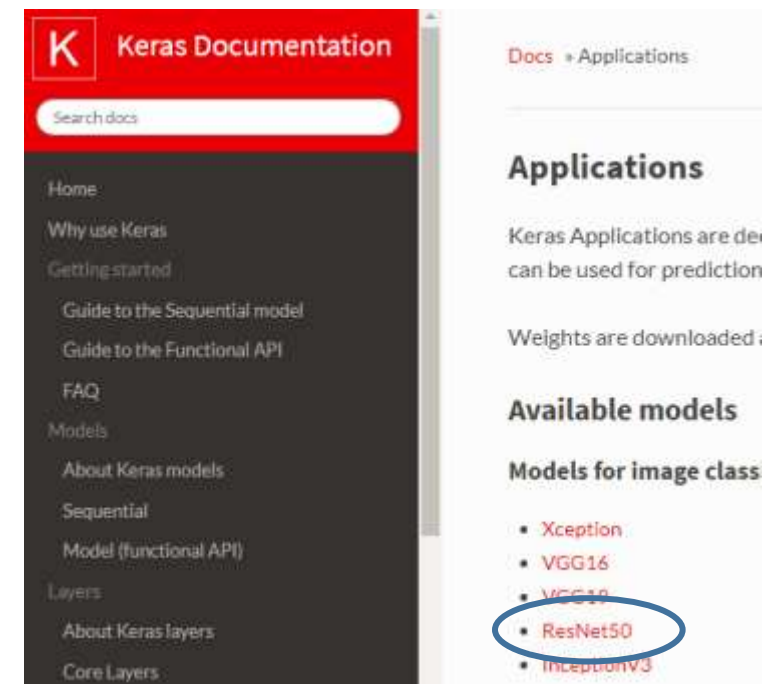 K Keras Documentation
Search docs
Home
Why use Keras
Getting started
Guide to the Sequential model
Guide to the Functional API
FAQ
Models
About Keras models
Sequential
Model (functional API)
Layers
About Keras layers
Core Layers
Docs » Applications
Applications
Keras Applications are
can be used for prediction
Weights are downloaded
Available models
Models for image
Xception
VGG16
VGG19
ResNet50
InceptionV3